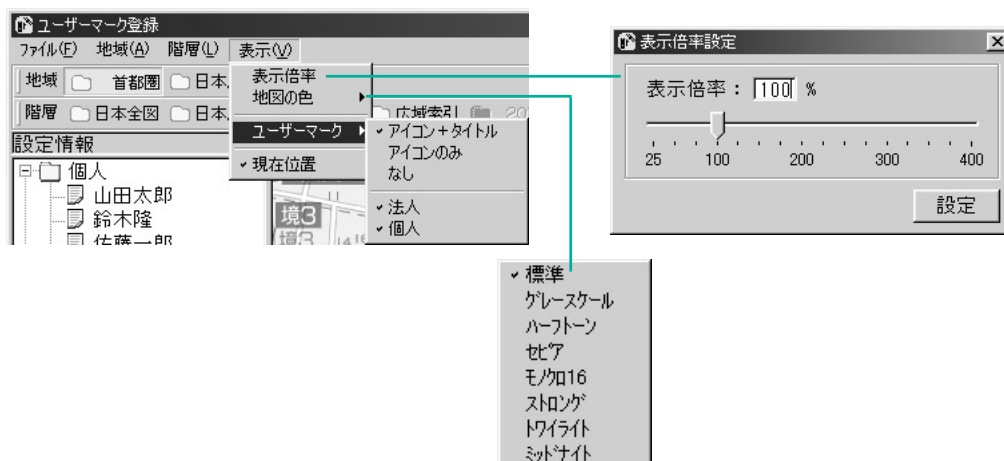 ユーザーマーク登録
ファイル(F) 地域(A) 階層(L) 表示(V)
地域 首都圏 日本
階層 日本全図 日本 広域索引 20
設定情報
個人
山田太郎
鈴木隆
佐藤一郎
表示倍率
地図の色
ユーザーマーク
現在位置
アイコン+タイトル
アイコンのみ
なし
法人
個人
境3
境3
表示倍率設定
表示倍率: 100 %
25 100 200 300 400
設定
標準
グレースケール
ハーフトーン
セピア
モノクロ16
ストロング
トワイライト
ミッドナイト